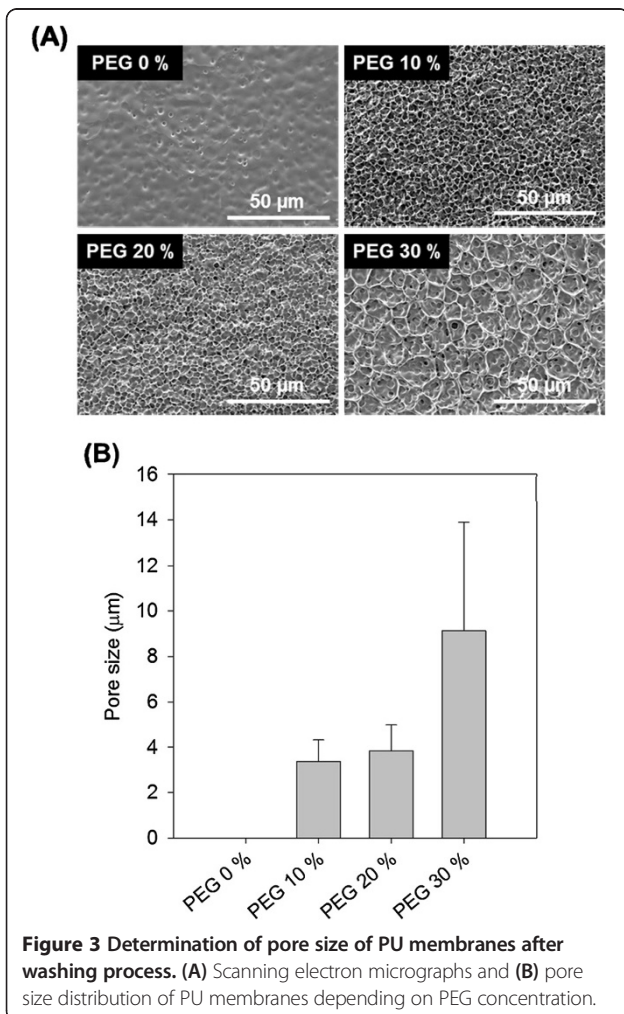 (A)
PEG 0 %
PEG 10 %
50 µm
50 µm
PEG 20 %
PEG 30 %
50 µm
50 µm
(B)
16
14
12
10
8
6
4
2
0
Pore size (µm)
PEG 0 %
PEG 10 %
PEG 20 %
PEG 30 %
Figure 3 Determination of pore size of PU membranes after
washing process. (A) Scanning electron micrographs and (B) pore
size distribution of PU membranes depending on PEG concentration.